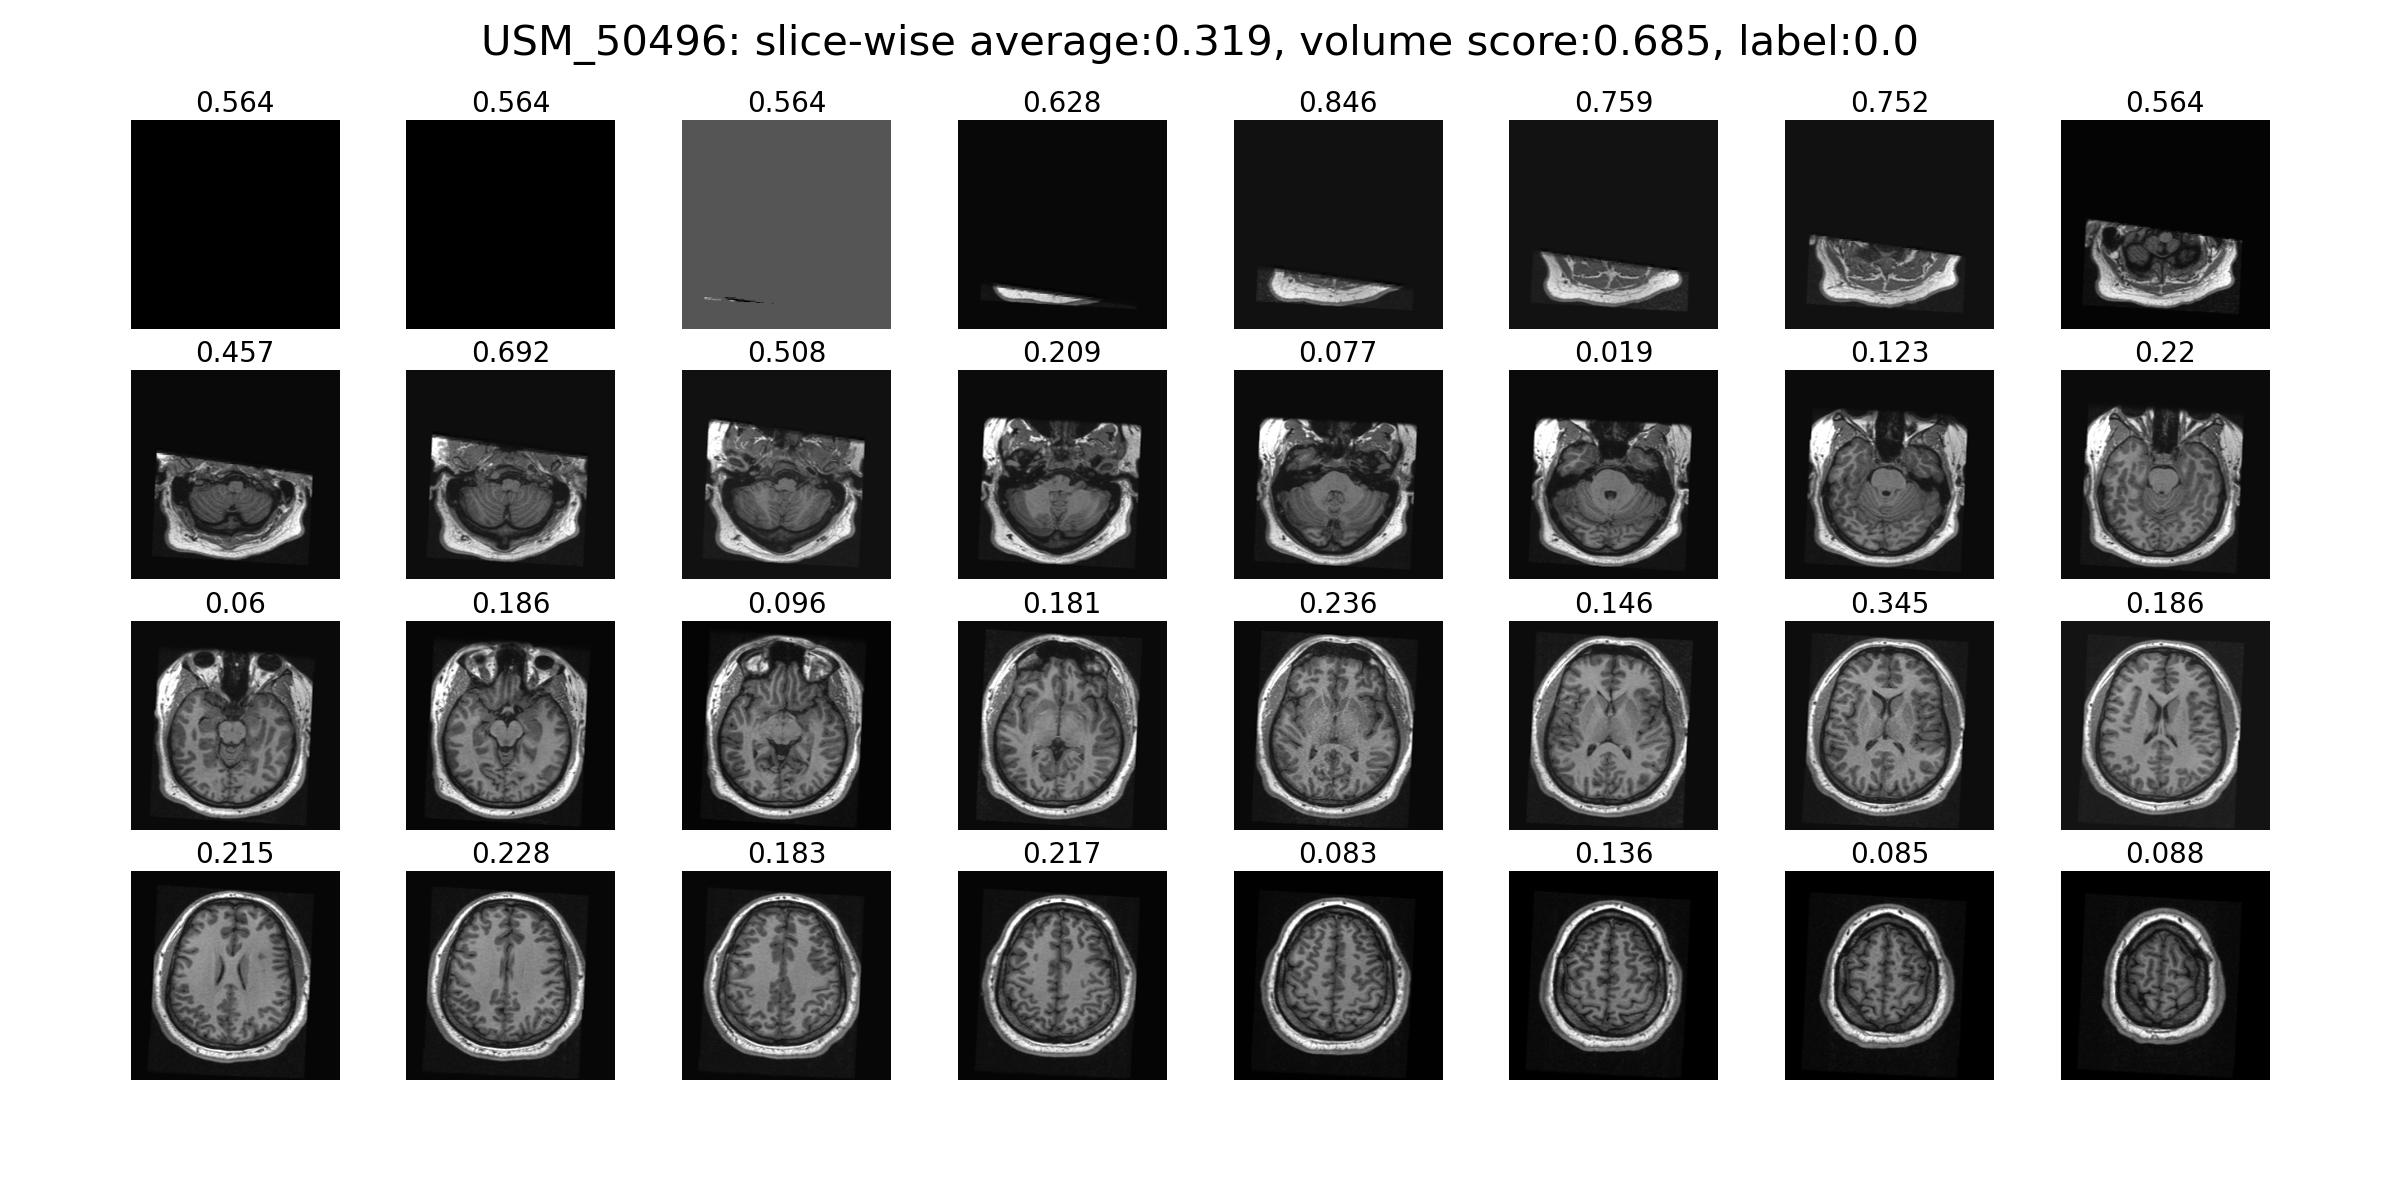 USM_50496: slice-wise average:0.319, volume score:0.685, label:0.0
0.564 0.564 0.564 0.628 0.846 0.759 0.752 0.564
0.457 0.692 0.508 0.209 0.077 0.019 0.123 0.22
0.06 0.186 0.096 0.181 0.236 0.146 0.345 0.186
0.215 0.228 0.183 0.217 0.083 0.136 0.085 0.088